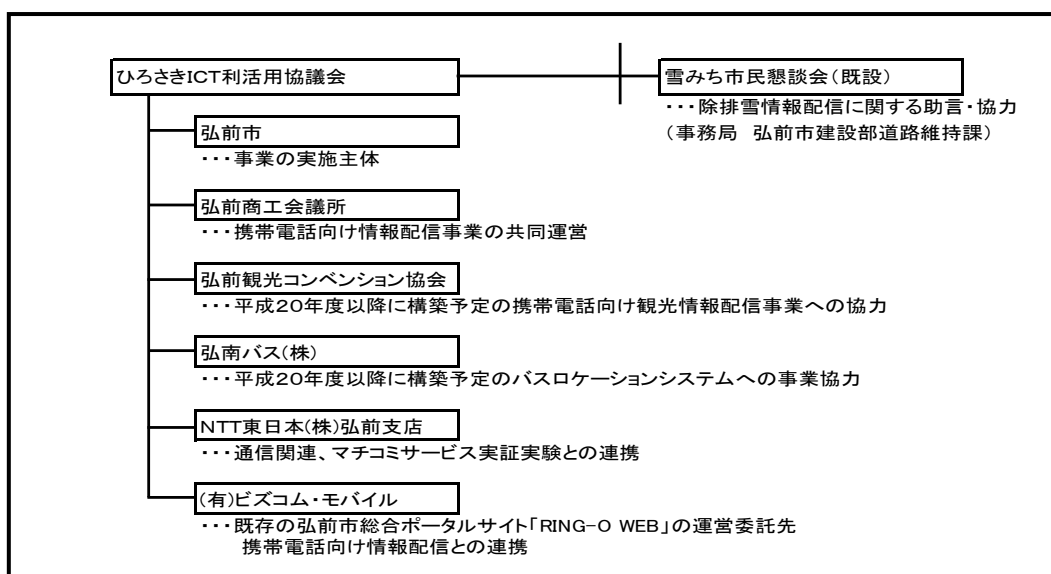 ひろさきICT利活用協議会
雪みち市民懇談会(既設)
・・・除排雪情報配信に関する助言・協力
(事務局　弘前市建設部道路維持課)
弘前市
・・・事業の実施主体
弘前商工会議所
・・・携帯電話向け情報配信事業の共同運営
弘前観光コンベンション協会
・・・平成20年度以降に構築予定の携帯電話向け観光情報配信事業への協力
弘南バス(株)
・・・平成20年度以降に構築予定のバスロケーションシステムへの事業協力
NTT東日本(株)弘前支店
・・・通信関連、マチコミサービス実証実験との連携
(有)ビズコム・モバイル
・・・既存の弘前市総合ポータルサイト「RING-O WEB」の運営委託先
携帯電話向け情報配信との連携